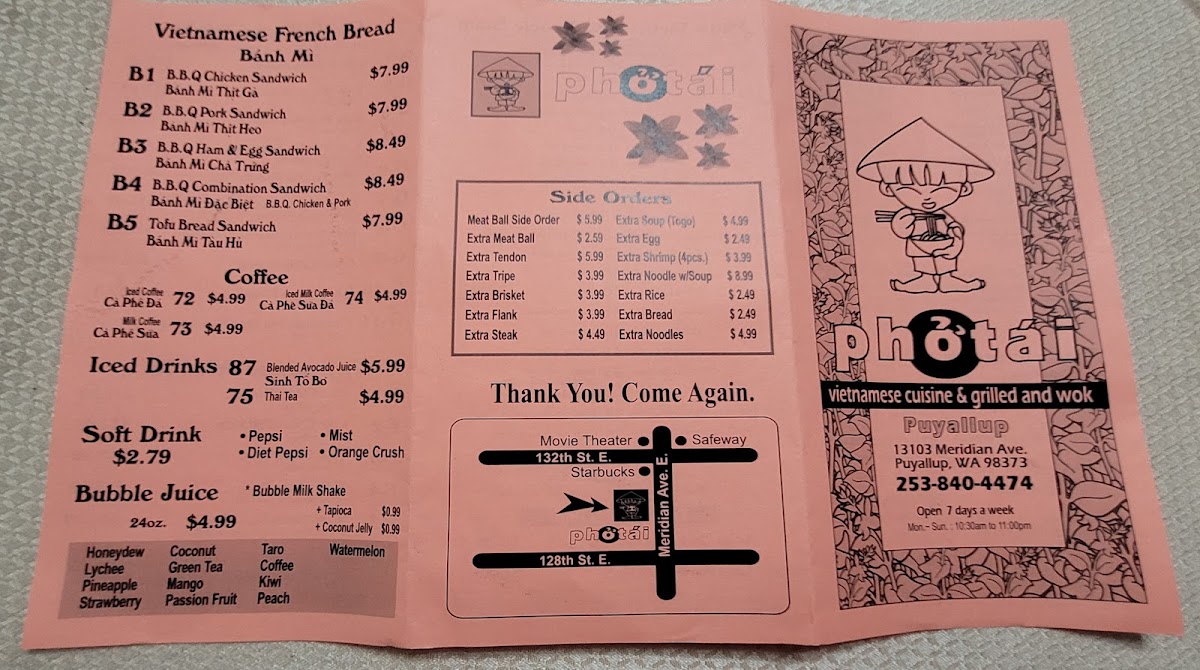 Vietnamese French Bread
Bánh Mì
B1 B.B.Q Chicken Sandwich $7.99
Bánh Mì Thịt Gà
B2 B.B.Q Pork Sandwich $7.99
Bánh Mì Thịt Heo
B3 B.B.Q Ham & Egg Sandwich $8.49
Bánh Mì Chả Trứng
B4 B.B.Q Combination Sandwich $8.49
Bánh Mì Đặc Biệt B.B.Q. Chicken & Pork
B5 Tofu Bread Sandwich $7.99
Bánh Mì Tàu Hủ
Coffee
Iced Coffee
Cà Phê Đá 72 $4.99
Iced Milk Coffee
Cà Phê Sữa Đá 74 $4.99
Milk Coffee
Cà Phê Sữa 73 $4.99
Iced Drinks 87 Blended Avocado Juice $5.99
Sinh Tố Bơ
75 Thai Tea $4.99
Soft Drink
$2.79
• Pepsi • Mist
• Diet Pepsi • Orange Crush
Bubble Juice * Bubble Milk Shake
24oz. $4.99
+ Tapioca $0.99
+ Coconut Jelly $0.99
Honeydew Coconut Taro Watermelon
Lychee Green Tea Coffee
Pineapple Mango Kiwi
Strawberry Passion Fruit Peach
phởtái
Side Orders
Meat Ball Side Order $ 5.99 Extra Soup (Togo) $ 4.99
Extra Meat Ball $ 2.59 Extra Egg $ 2.49
Extra Tendon $ 5.99 Extra Shrimp (4pcs.) $ 3.99
Extra Tripe $ 3.99 Extra Noodle w/Soup $ 8.99
Extra Brisket $ 3.99 Extra Rice $ 2.49
Extra Flank $ 3.99 Extra Bread $ 2.49
Extra Steak $ 4.49 Extra Noodles $ 4.99
Thank You! Come Again.
Movie Theater Safeway
132th St. E.
Starbucks
Meridian Ave. E.
phởtái
128th St. E.
phởtái
vietnamese cuisine & grilled and wok
Puyallup
13103 Meridian Ave.
Puyallup, WA 98373
253-840-4474
Open 7 days a week
Mon.~ Sun. : 10:30am to 11:00pm